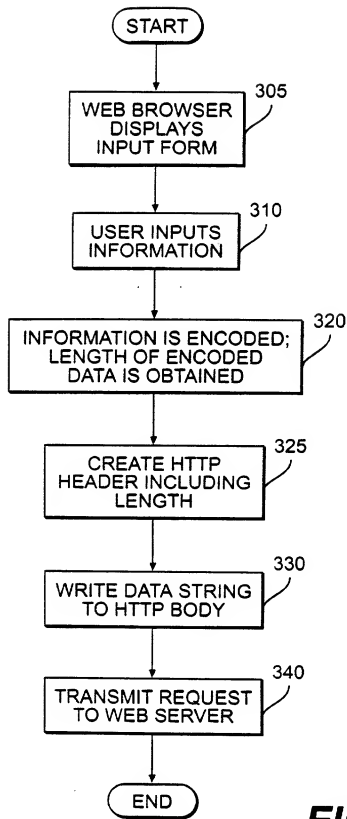 START
305
WEB BROWSER
DISPLAYS
INPUT FORM
310
USER INPUTS
INFORMATION
320
INFORMATION IS ENCODED;
LENGTH OF ENCODED
DATA IS OBTAINED
325
CREATE HTTP
HEADER INCLUDING
LENGTH
330
WRITE DATA STRING
TO HTTP BODY
340
TRANSMIT REQUEST
TO WEB SERVER
END